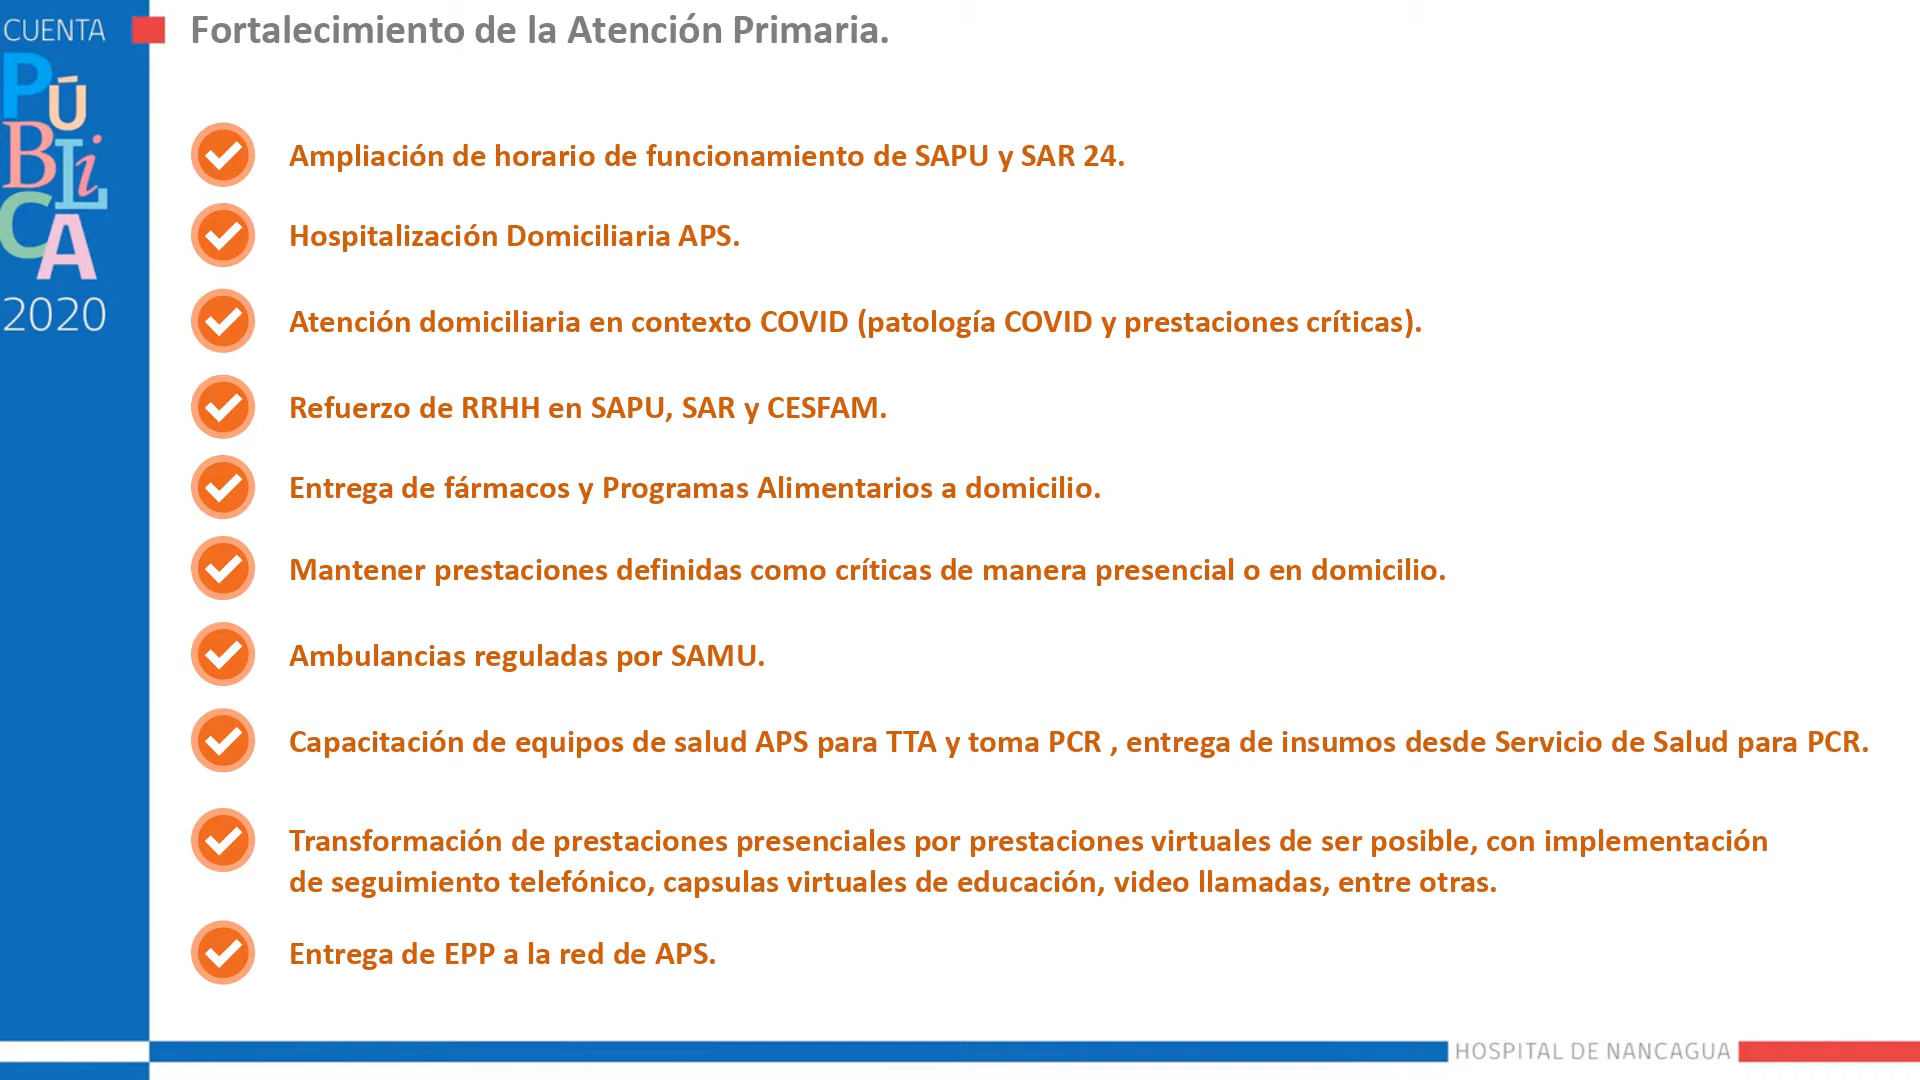 CUENTA
PÚBLiCA
2020
Fortalecimiento de la Atención Primaria.
Ampliación de horario de funcionamiento de SAPU y SAR 24.
Hospitalización Domiciliaria APS.
Atención domiciliaria en contexto COVID (patología COVID y prestaciones críticas).
Refuerzo de RRHH en SAPU, SAR y CESFAM.
Entrega de fármacos y Programas Alimentarios a domicilio.
Mantener prestaciones definidas como críticas de manera presencial o en domicilio.
Ambulancias reguladas por SAMU.
Capacitación de equipos de salud APS para TTA y toma PCR , entrega de insumos desde Servicio de Salud para PCR.
Transformación de prestaciones presenciales por prestaciones virtuales de ser posible, con implementación
de seguimiento telefónico, capsulas virtuales de educación, video llamadas, entre otras.
Entrega de EPP a la red de APS.
HOSPITAL DE NANCAGUA